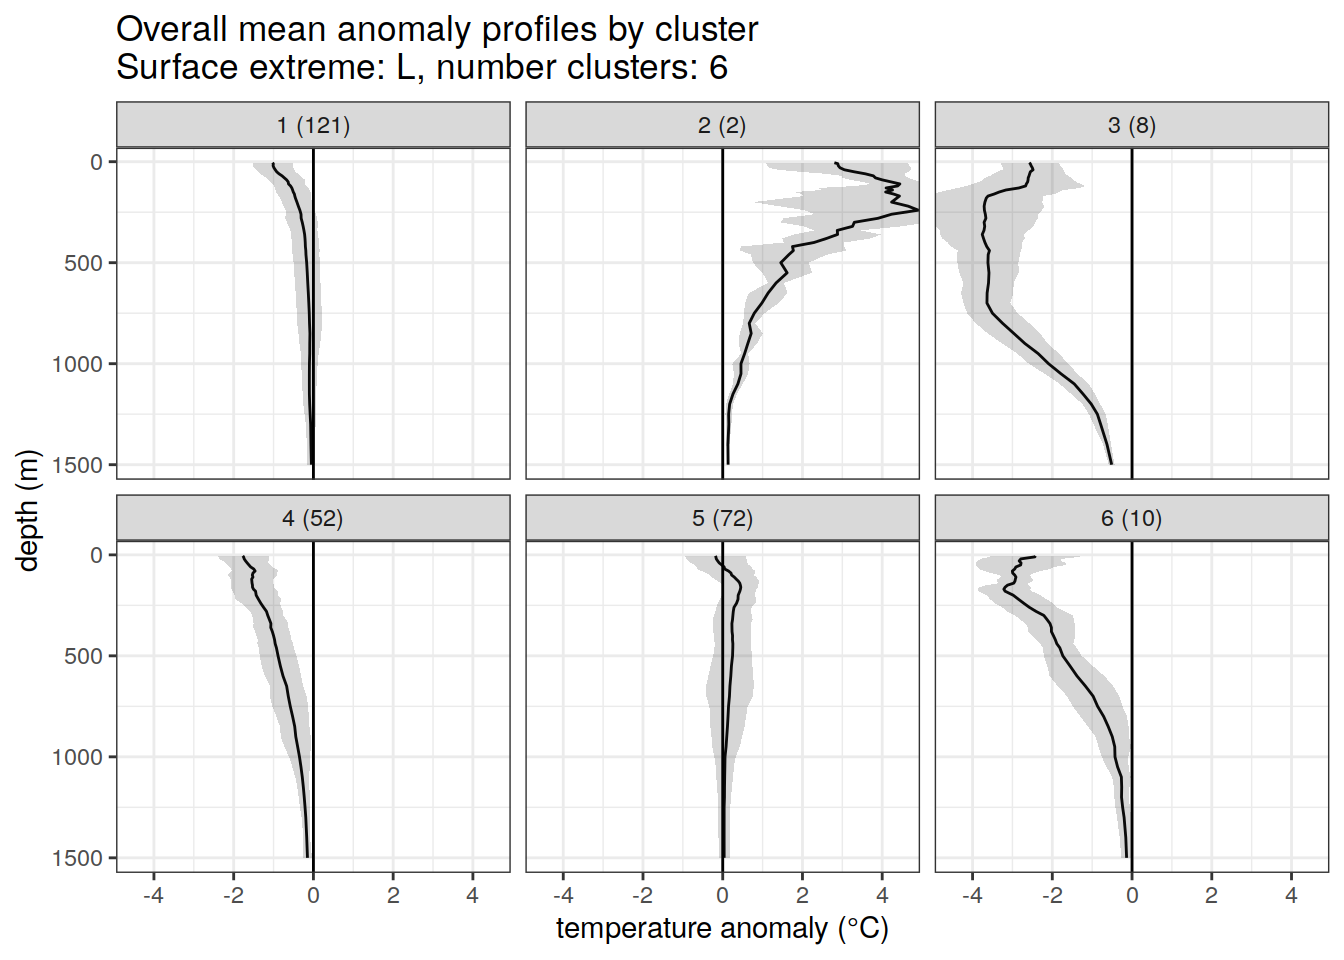 Overall mean anomaly profiles by cluster
Surface extreme: L, number clusters: 6
1 (121)
2 (2)
3 (8)
0
500
1000
1500
4 (52)
5 (72)
6 (10)
0
500
1000
1500
depth (m)
-4 -2 0 2 4
-4 -2 0 2 4
-4 -2 0 2 4
temperature anomaly (°C)